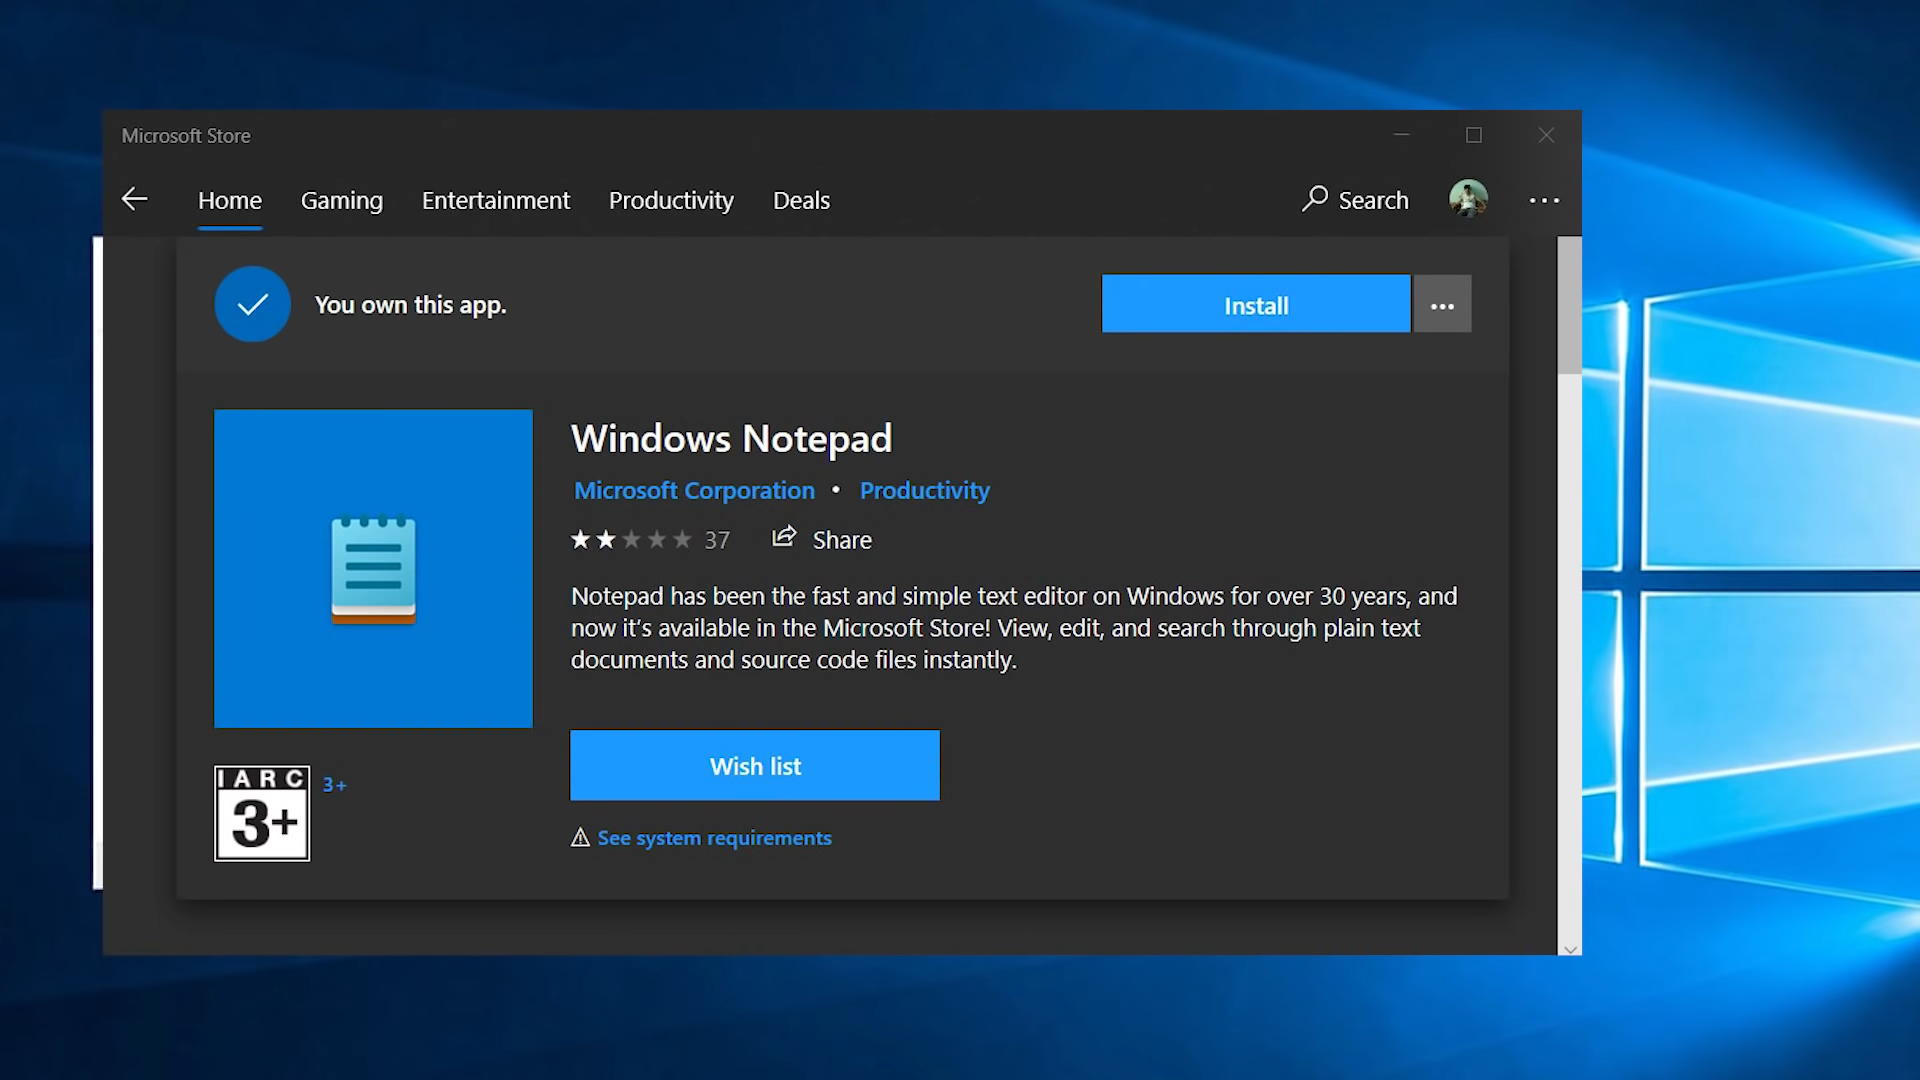 Microsoft Store
Home Gaming Entertainment Productivity Deals Search
You own this app. Install
Windows Notepad
Microsoft Corporation • Productivity
37 Share
Notepad has been the fast and simple text editor on Windows for over 30 years, and
now it’s available in the Microsoft Store! View, edit, and search through plain text
documents and source code files instantly.
Wish list
IARC
3+
3+
See system requirements